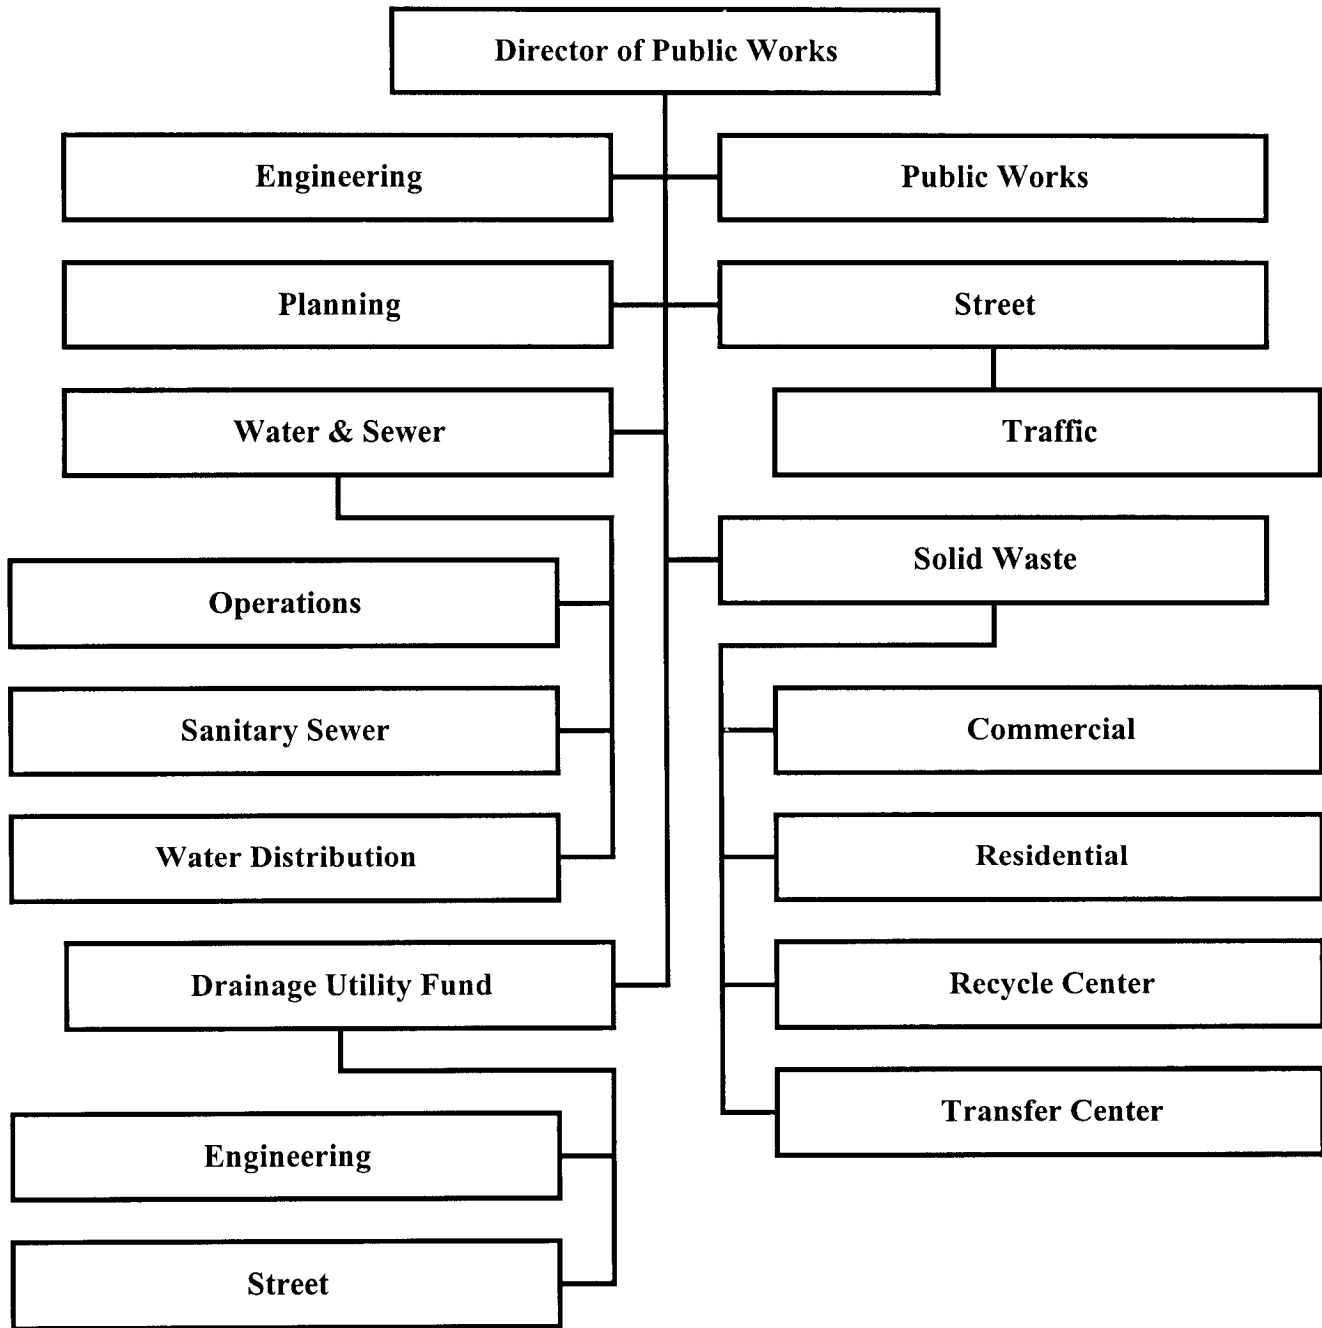 Director of Public Works
Engineering
Public Works
Planning
Street
Water & Sewer
Traffic
Solid Waste
Operations
Sanitary Sewer
Commercial
Water Distribution
Residential
Drainage Utility Fund
Recycle Center
Transfer Center
Engineering
Street